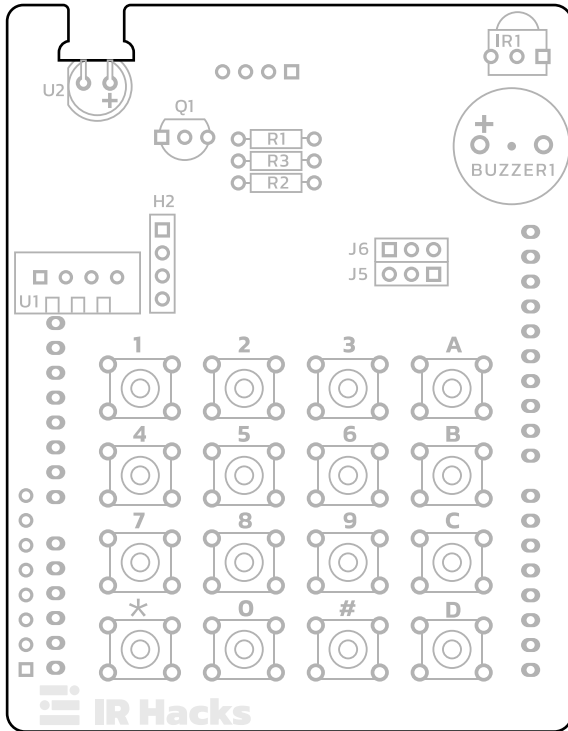 IR1
U2
+
Q1
+
R1
R3
BUZZER1
R2
H2
J6
J5
U1
1 2 3 A
4 5 6 B
7 8 9 C
* 0 # D
IR Hacks